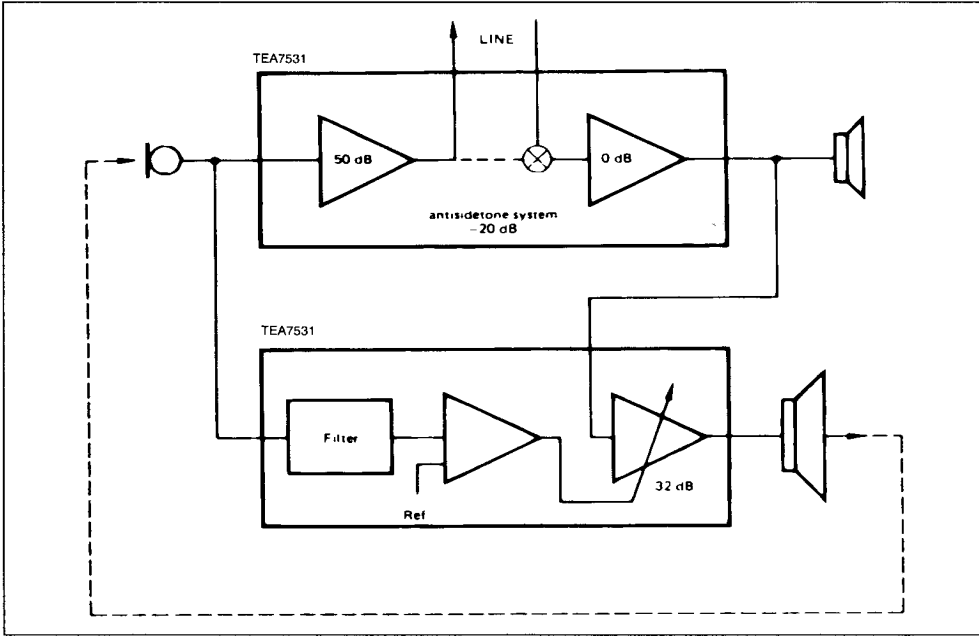 LINE
TEA7531
50 dB
0 dB
antisidetone system
-20 dB
TEA7531
Filter
Ref
32 dB